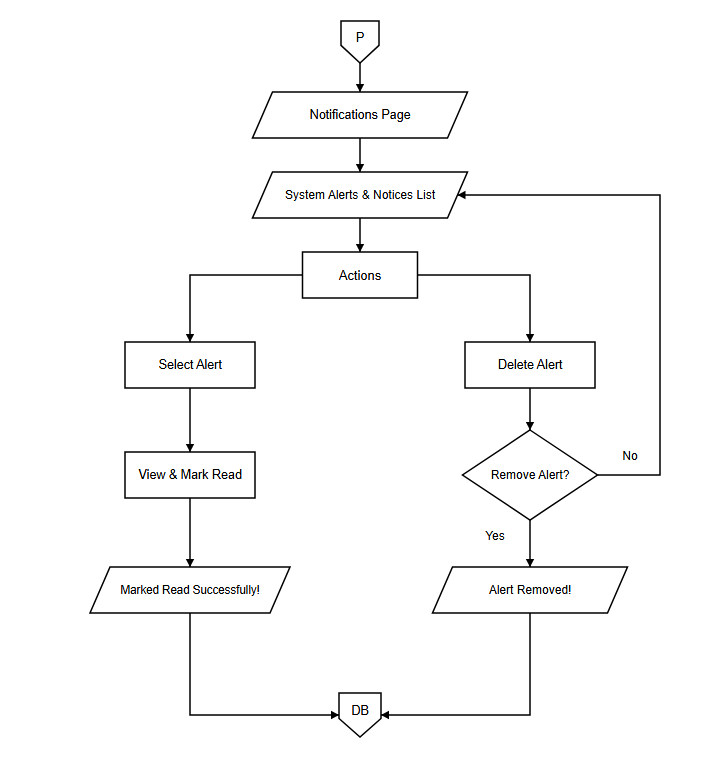 P
Notifications Page
System Alerts & Notices List
Actions
Select Alert
Delete Alert
View & Mark Read
Remove Alert?
No
Yes
Marked Read Successfully!
Alert Removed!
DB